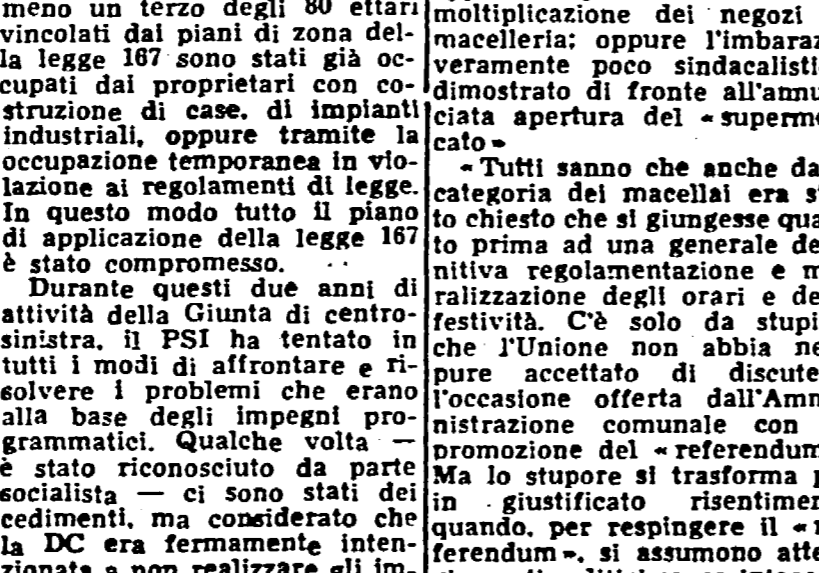 meno un terzo degli 80 ettari
vincolati dai piani di zona del-
la legge 167 sono stati già oc-
cupati dai proprietari con co-
struzione di case, di impianti
industriali, oppure tramite la
occupazione temporanea in vio-
lazione ai regolamenti di legge.
In questo modo tutto il piano
di applicazione della legge 167
è stato compromesso.
Durante questi due anni di
attività della Giunta di centro-
sinistra, il PSI ha tentato in
tutti i modi di affrontare e ri-
solvere i problemi che erano
alla base degli impegni pro-
grammatici. Qualche volta —
è stato riconosciuto da parte
socialista — ci sono stati dei
cedimenti, ma considerato che
la DC era fermamente inten-
zionata a non realizzare gli im-
moltiplicazione dei negozi
macelleria; oppure l'imbaraz
veramente poco sindacalisti
dimostrato di fronte all'annu
ciata apertura del « superme
cato »
« Tutti sanno che anche da
categoria dei macellai era s
to chiesto che si giungesse qua
to prima ad una generale de
nitiva regolamentazione e m
ralizzazione degli orari e de
festività. C'è solo da stupi
che l'Unione non abbia ne
pure accettato di discute
l'occasione offerta dall'Amm
nistrazione comunale con
promozione del « referendum
Ma lo stupore si trasforma p
in giustificato risentimen
quando, per respingere il « r
ferendum », si assumono atte